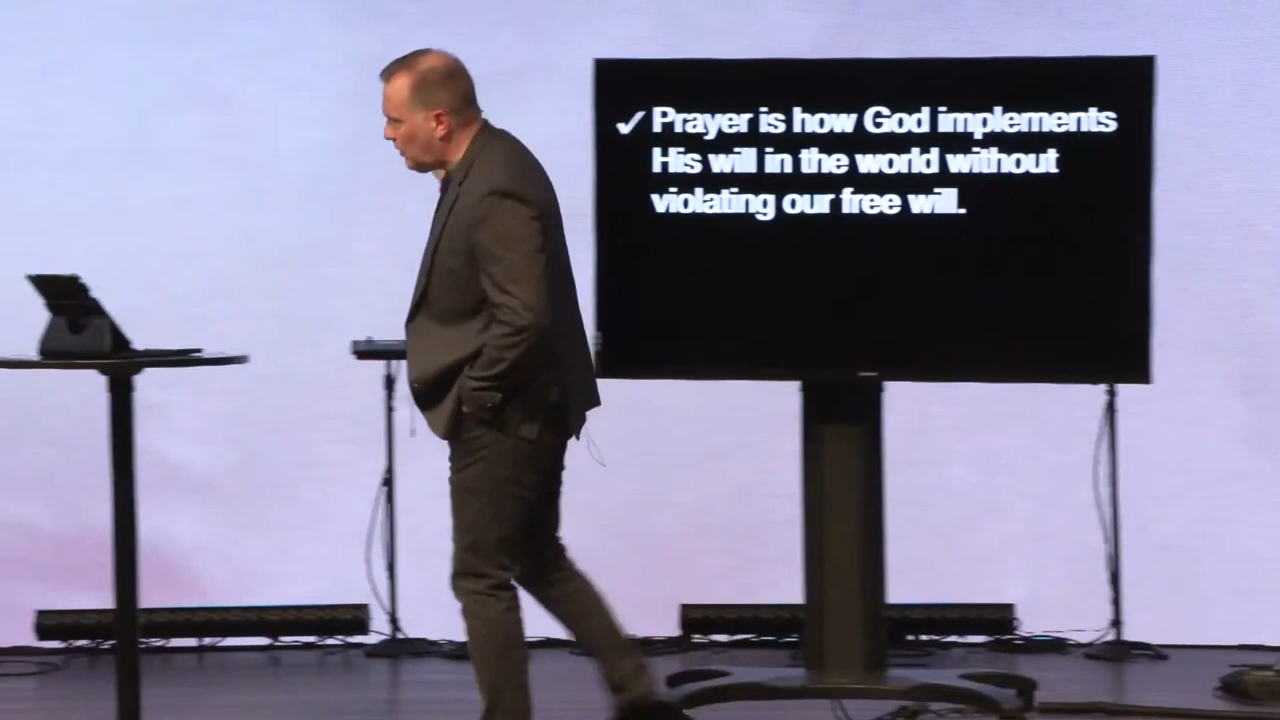 ✓ Prayer is how God implements
His will in the world without
violating our free will.